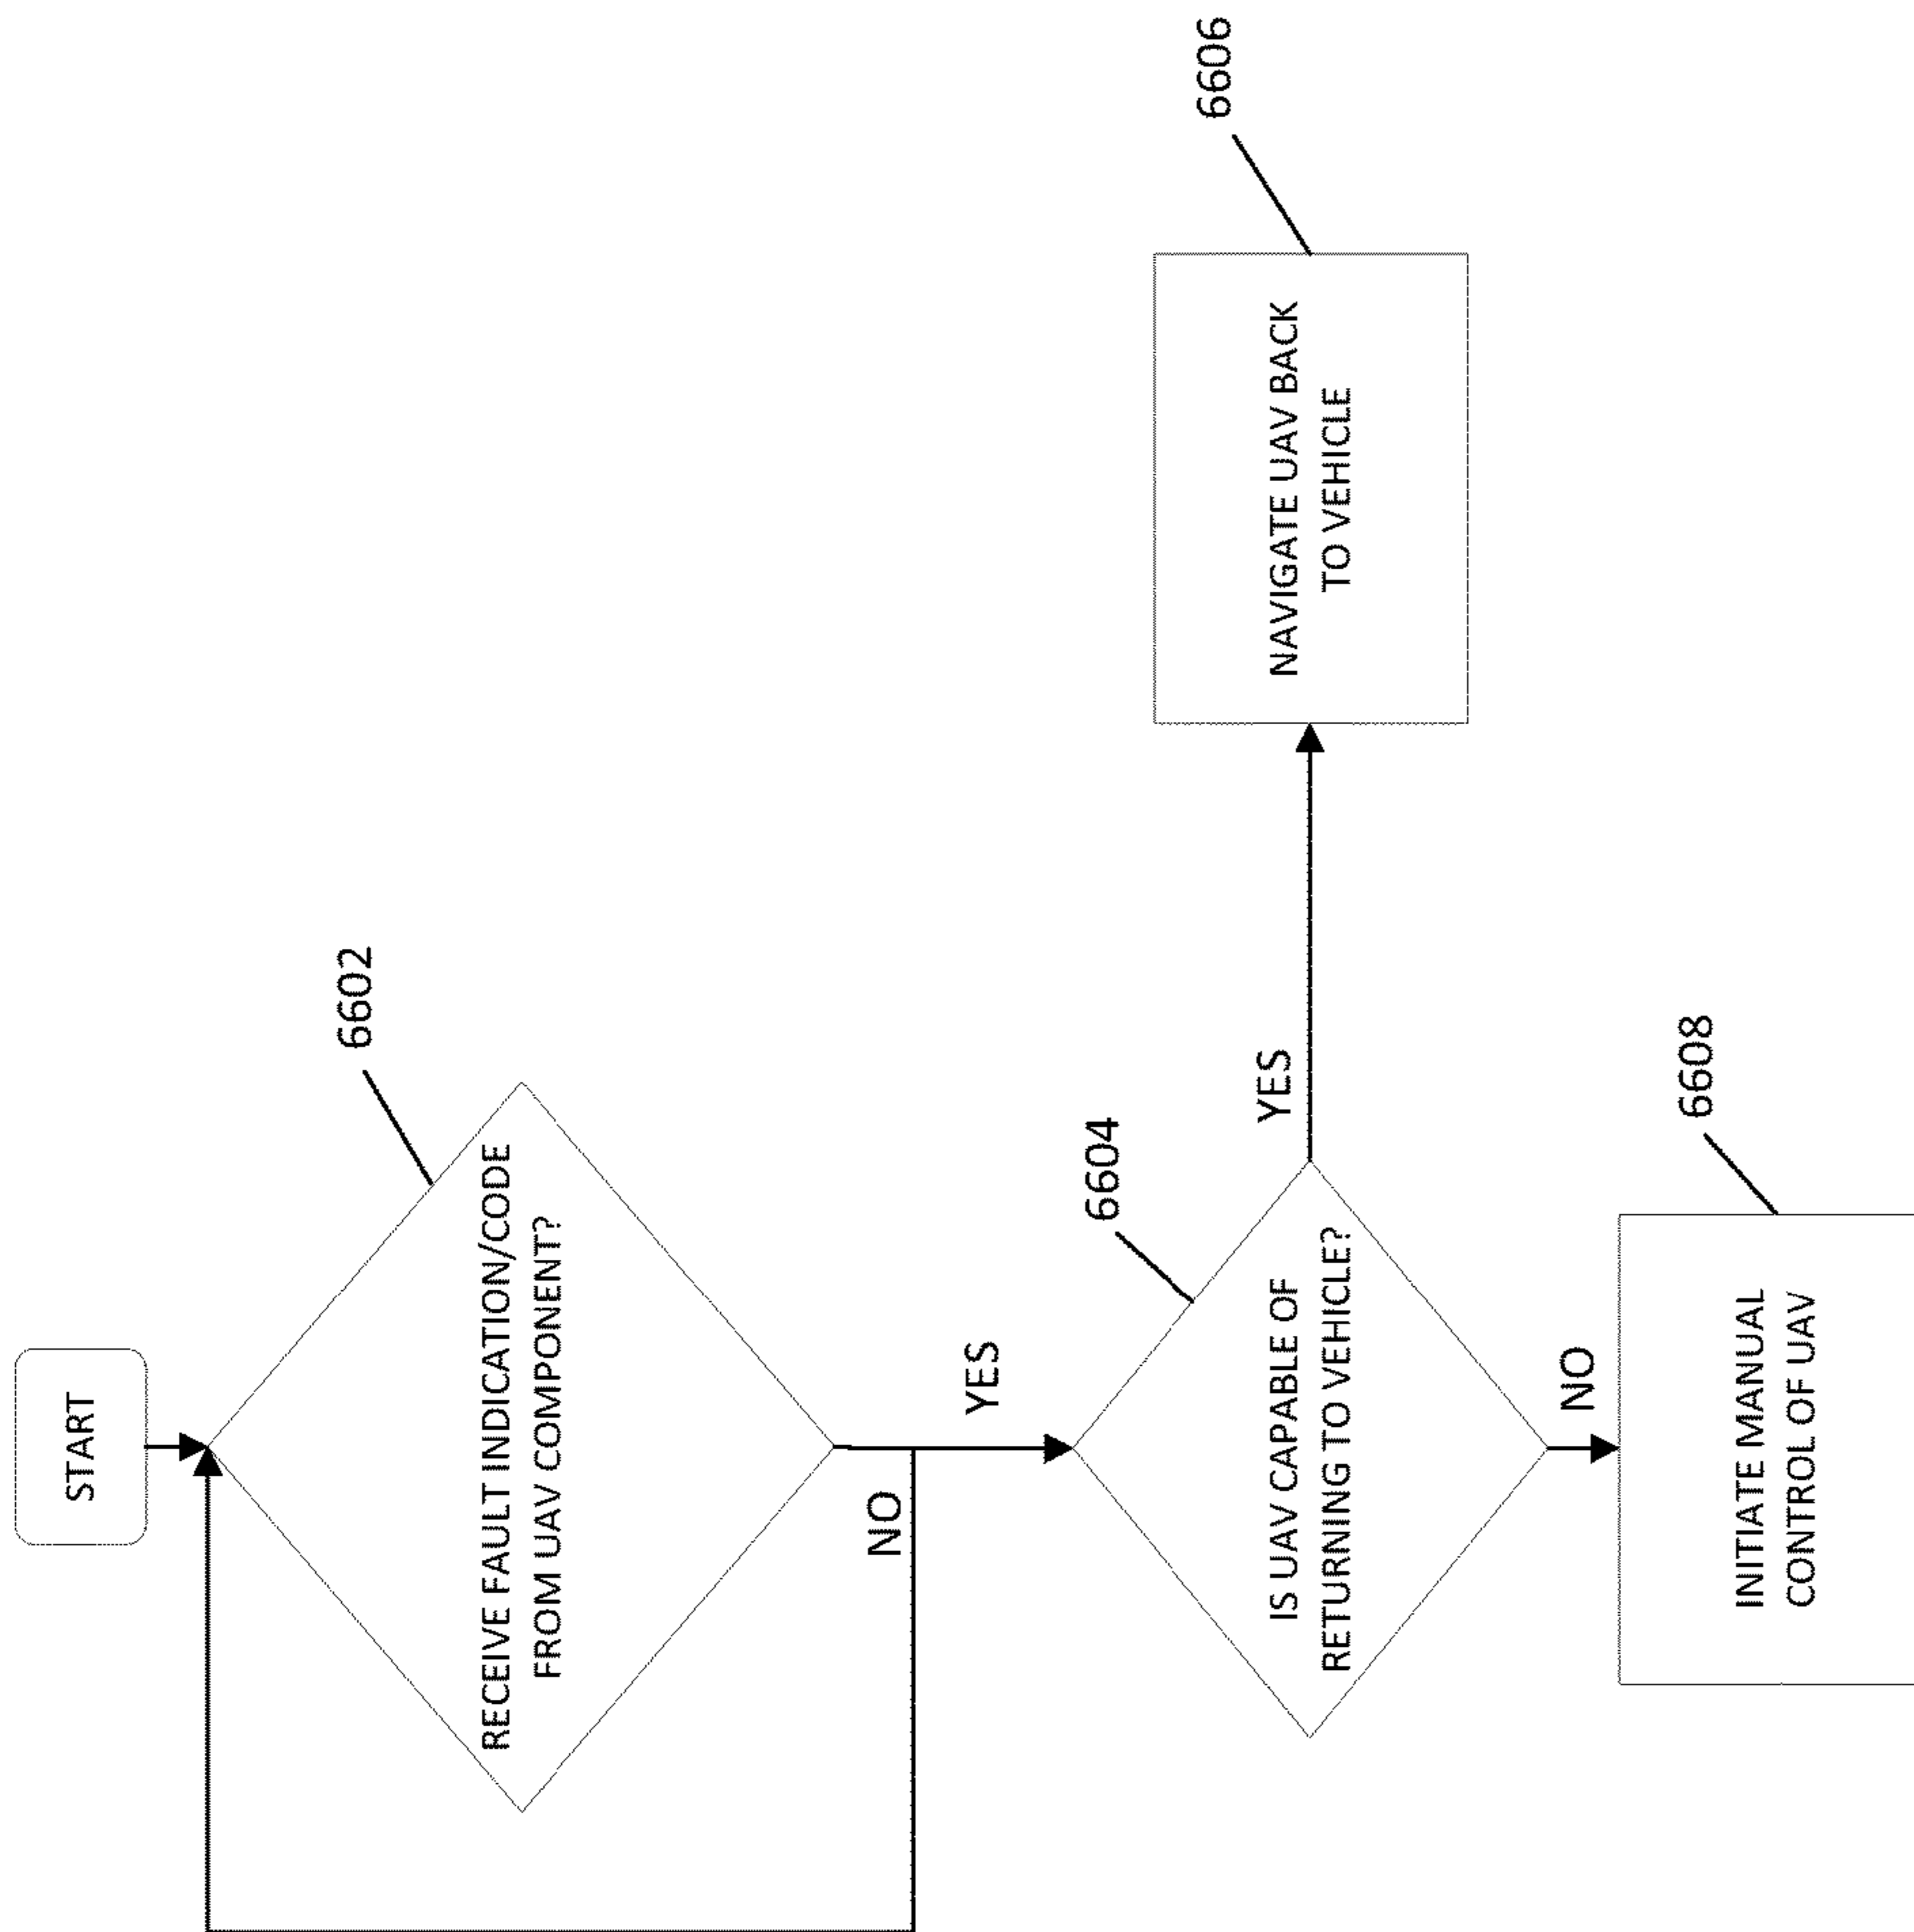 START
6602
RECEIVE FAULT INDICATION/CODE
FROM UAV COMPONENT?
NO
YES
6604
IS UAV CAPABLE OF
RETURNING TO VEHICLE?
YES
6606
NAVIGATE UAV BACK
TO VEHICLE
NO
6608
INITIATE MANUAL
CONTROL OF UAV